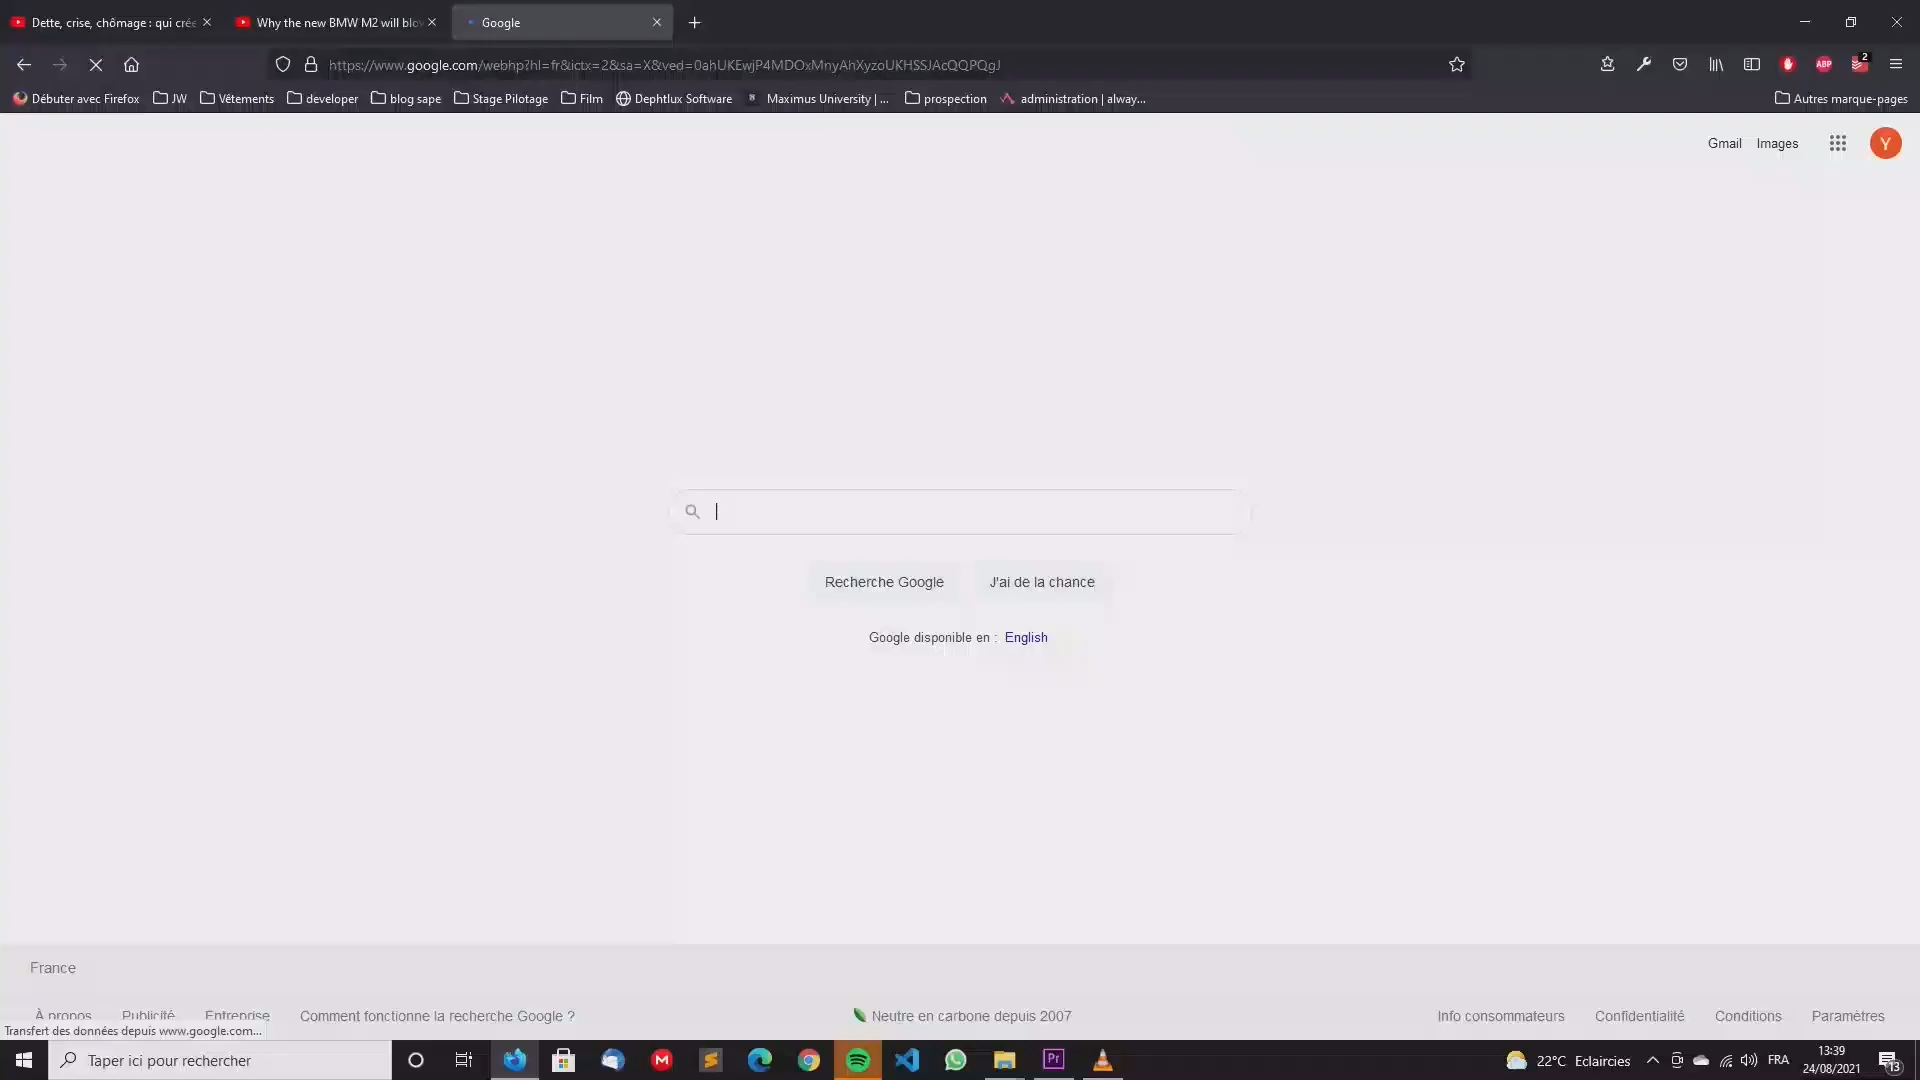 Dette, crise, chômage : qui crée
Why the new BMW M2 will blo
Google
https://www.google.com/webhp?hl=fr&ictx=2&sa=X&ved=0ahUKEwjP4MDOxMnyAhXyzoUKHSSJAcQQPQgJ
ABP
2
Débuter avec Firefox
JW
Vêtements
developer
blog sape
Stage Pilotage
Film
Dephtlux Software
Maximus University | ...
prospection
administration | alway...
Autres marque-pages
Gmail
Images
Y
Recherche Google
J'ai de la chance
Google disponible en : English
France
À propos
Publicité
Entreprise
Comment fonctionne la recherche Google ?
Neutre en carbone depuis 2007
Info consommateurs
Confidentialité
Conditions
Paramètres
Transfert des données depuis www.google.com...
Taper ici pour rechercher
M
Pr
22°C Eclaircies
FRA
13:39
24/08/2021
13